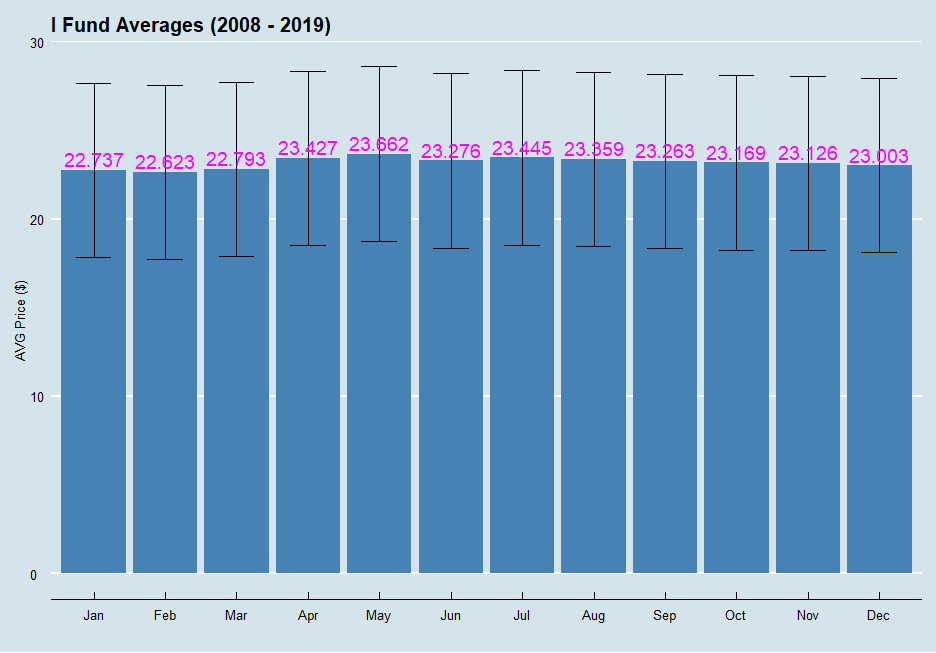 I Fund Averages (2008 - 2019)
30
22.737 22.623 22.793 23.427 23.662 23.276 23.445 23.359 23.263 23.169 23.126 23.003
20
AVG Price ($)
10
0
Jan Feb Mar Apr May Jun Jul Aug Sep Oct Nov Dec